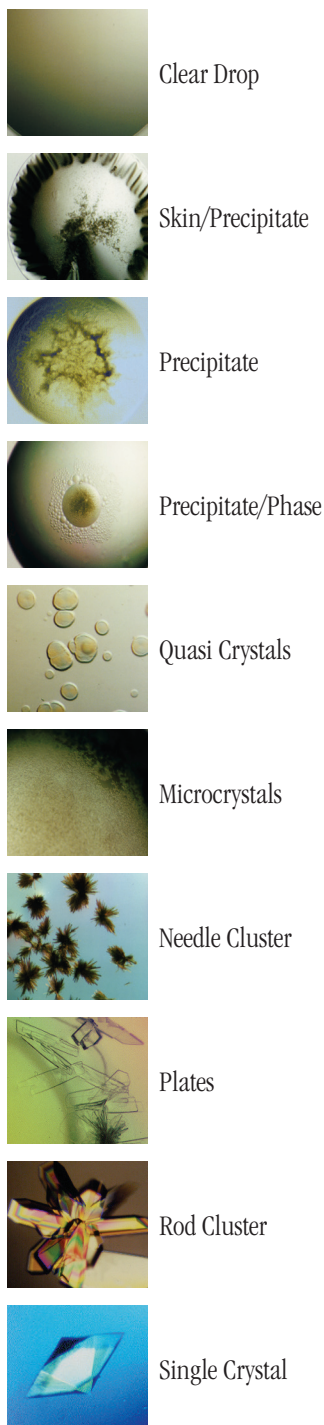 Clear Drop
Skin/Precipitate
Precipitate
Precipitate/Phase
Quasi Crystals
Microcrystals
Needle Cluster
Plates
Rod Cluster
Single Crystal